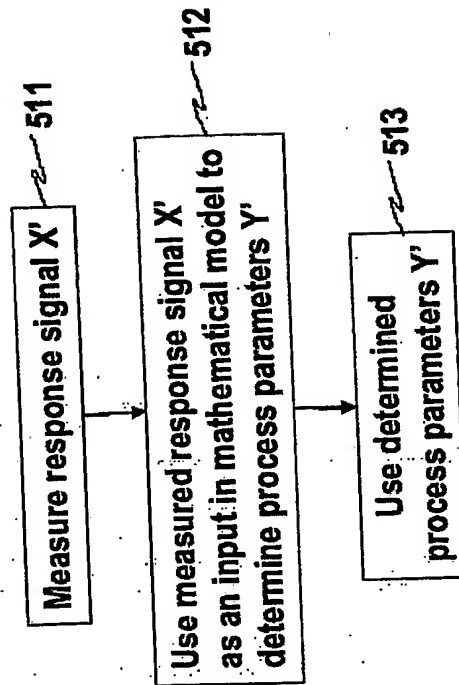 Measure response signal X'
511
Use measured response signal X'
as an input in mathematical model to
determine process parameters Y'
512
Use determined
process parameters Y'
513